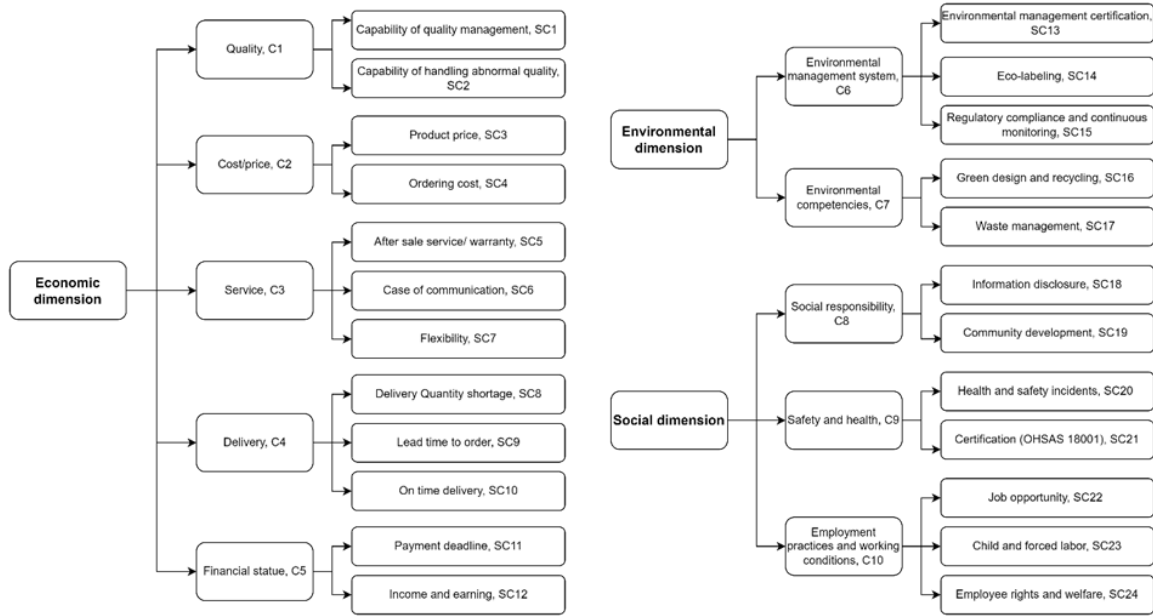 Economic
dimension
Quality, C1
Capability of quality management, SC1
Capability of handling abnormal quality,
SC2
Cost/price, C2
Product price, SC3
Ordering cost, SC4
Service, C3
After sale service/ warranty, SC5
Case of communication, SC6
Flexibility, SC7
Delivery, C4
Delivery Quantity shortage, SC8
Lead time to order, SC9
On time delivery, SC10
Financial statue, C5
Payment deadline, SC11
Income and earning, SC12
Environmental
dimension
Environmental
management system,
C6
Environmental management certification,
SC13
Eco-labeling, SC14
Regulatory compliance and continuous
monitoring, SC15
Environmental
competencies, C7
Green design and recycling, SC16
Waste management, SC17
Social dimension
Social responsibility,
C8
Information disclosure, SC18
Community development, SC19
Safety and health, C9
Health and safety incidents, SC20
Certification (OHSAS 18001), SC21
Employment
practices and working
conditions, C10
Job opportunity, SC22
Child and forced labor, SC23
Employee rights and welfare, SC24